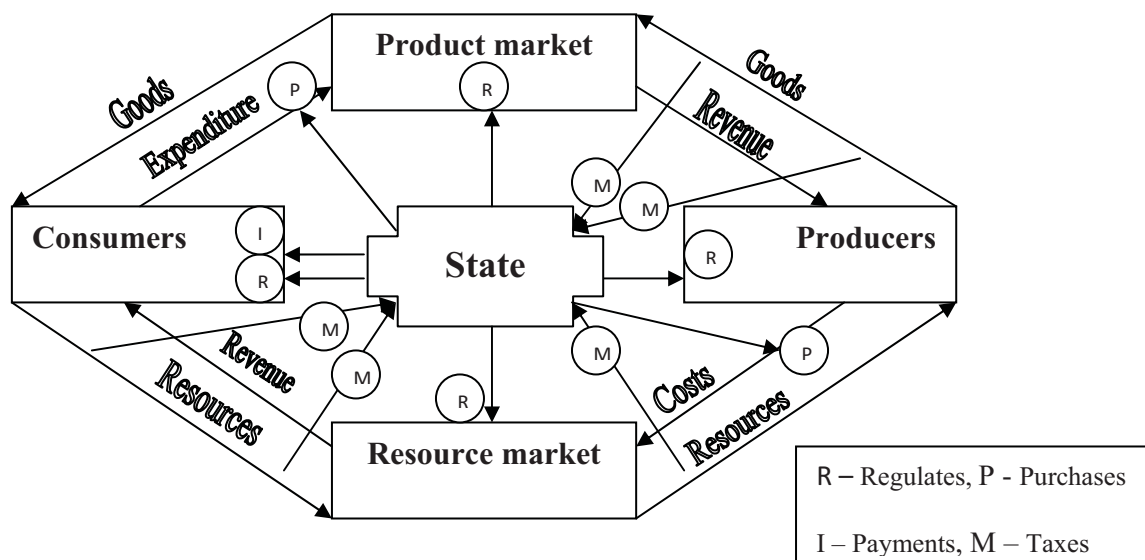 Product market
Goods
Goods
P
R
Expenditure
Revenue
M
M
Consumers
I
R
State
R
Producers
M
M
M
P
Revenue
Resources
R
Costs
Resources
Resource market
R – Regulates, P - Purchases
I – Payments, M – Taxes